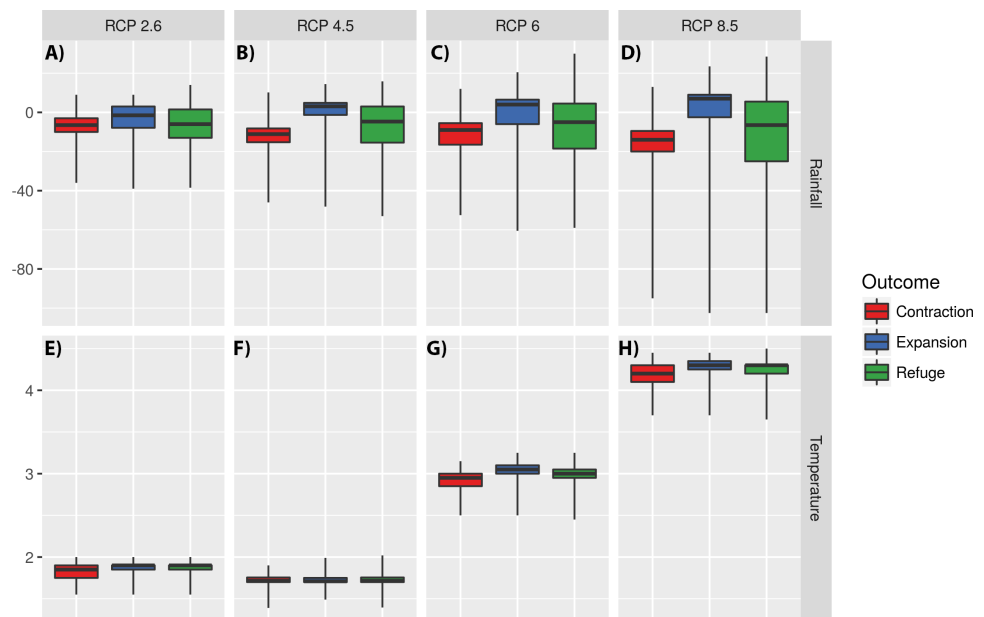 RCP 2.6 RCP 4.5 RCP 6 RCP 8.5
A) B) C) D)
0
-40
-80
Rainfall
Outcome
Contraction
Expansion
Refuge
E) F) G) H)
4
3
2
Temperature